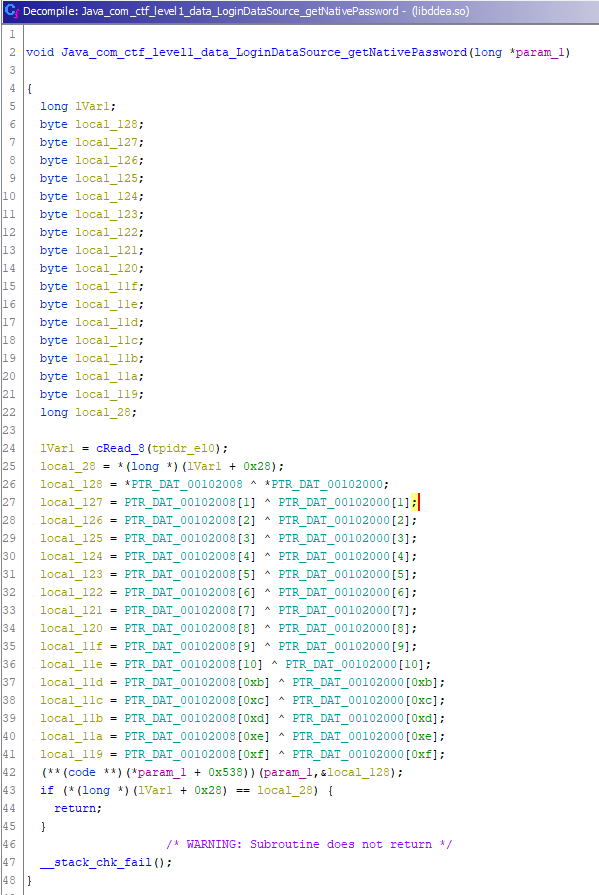 Decompile: Java_com_ctf_level1_data_LoginDataSource_getNativePassword - (libddea.so)
1
2 void Java_com_ctf_level1_data_LoginDataSource_getNativePassword(long *param_1)
3
4 {
5 long lVar1;
6 byte local_128;
7 byte local_127;
8 byte local_126;
9 byte local_125;
10 byte local_124;
11 byte local_123;
12 byte local_122;
13 byte local_121;
14 byte local_120;
15 byte local_11f;
16 byte local_11e;
17 byte local_11d;
18 byte local_11c;
19 byte local_11b;
20 byte local_11a;
21 byte local_119;
22 long local_28;
23
24 lVar1 = cRead_8(tpidr_el0);
25 local_28 = *(long *)(lVar1 + 0x28);
26 local_128 = *PTR_DAT_00102008 ^ *PTR_DAT_00102000;
27 local_127 = PTR_DAT_00102008[1] ^ PTR_DAT_00102000[1];
28 local_126 = PTR_DAT_00102008[2] ^ PTR_DAT_00102000[2];
29 local_125 = PTR_DAT_00102008[3] ^ PTR_DAT_00102000[3];
30 local_124 = PTR_DAT_00102008[4] ^ PTR_DAT_00102000[4];
31 local_123 = PTR_DAT_00102008[5] ^ PTR_DAT_00102000[5];
32 local_122 = PTR_DAT_00102008[6] ^ PTR_DAT_00102000[6];
33 local_121 = PTR_DAT_00102008[7] ^ PTR_DAT_00102000[7];
34 local_120 = PTR_DAT_00102008[8] ^ PTR_DAT_00102000[8];
35 local_11f = PTR_DAT_00102008[9] ^ PTR_DAT_00102000[9];
36 local_11e = PTR_DAT_00102008[10] ^ PTR_DAT_00102000[10];
37 local_11d = PTR_DAT_00102008[0xb] ^ PTR_DAT_00102000[0xb];
38 local_11c = PTR_DAT_00102008[0xc] ^ PTR_DAT_00102000[0xc];
39 local_11b = PTR_DAT_00102008[0xd] ^ PTR_DAT_00102000[0xd];
40 local_11a = PTR_DAT_00102008[0xe] ^ PTR_DAT_00102000[0xe];
41 local_119 = PTR_DAT_00102008[0xf] ^ PTR_DAT_00102000[0xf];
42 (**(code **)(*param_1 + 0x538))(param_1,&local_128);
43 if (*(long *)(lVar1 + 0x28) == local_28) {
44 return;
45 }
46 /* WARNING: Subroutine does not return */
47 __stack_chk_fail();
48 }